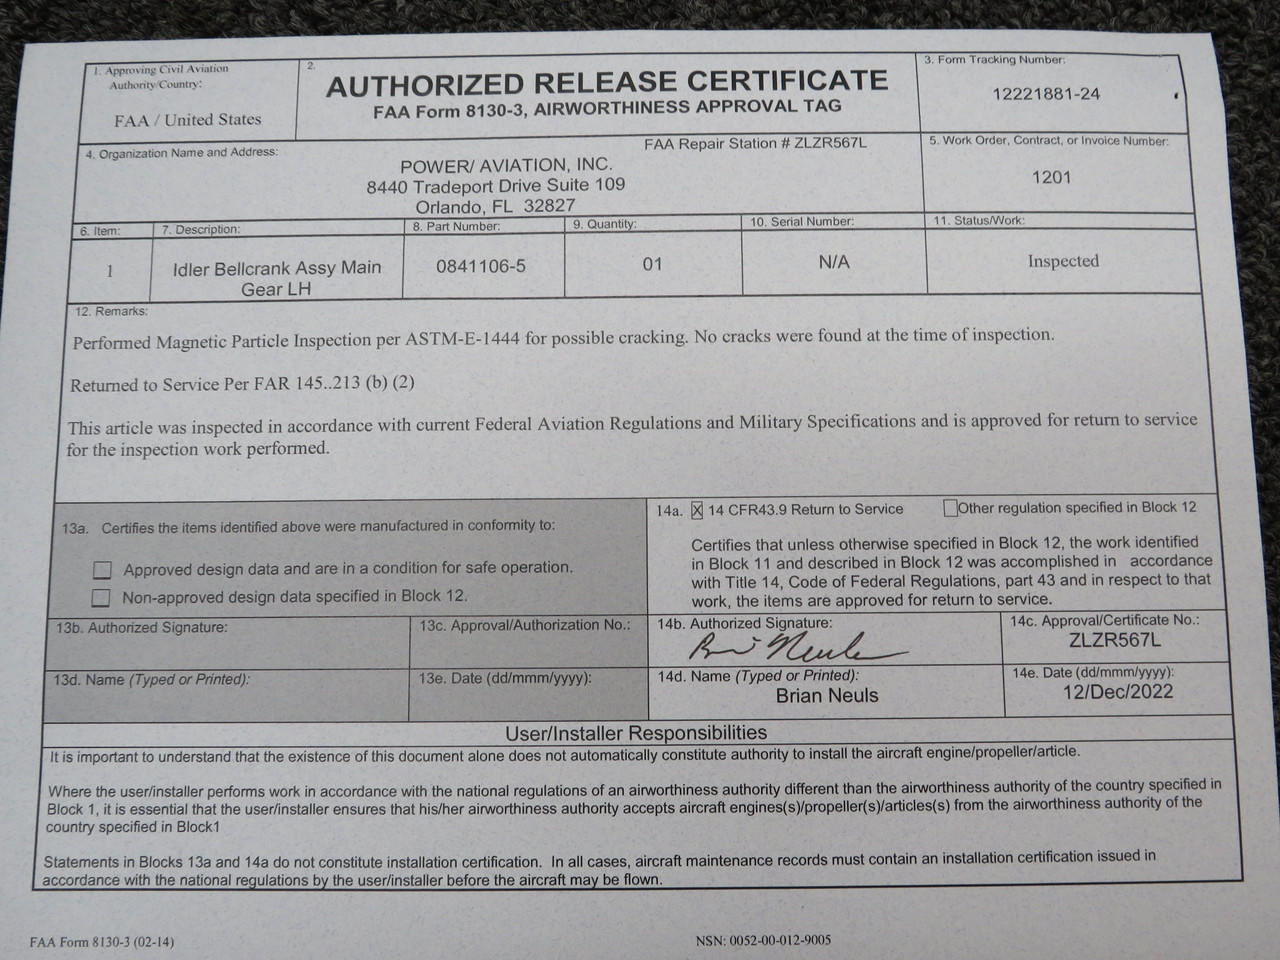 1. Approving Civil Aviation
Authority/Country:
FAA / United States
2.
AUTHORIZED RELEASE CERTIFICATE
FAA Form 8130-3, AIRWORTHINESS APPROVAL TAG
3. Form Tracking Number:
12221881-24
4. Organization Name and Address:
FAA Repair Station # ZLZR567L
POWER/ AVIATION, INC.
8440 Tradeport Drive Suite 109
Orlando, FL 32827
5. Work Order, Contract, or Invoice Number:
1201
6. Item:
7. Description:
8. Part Number:
9. Quantity:
10. Serial Number:
11. Status/Work:
1
Idler Bellcrank Assy Main
Gear LH
0841106-5
01
N/A
Inspected
12. Remarks:
Performed Magnetic Particle Inspection per ASTM-E-1444 for possible cracking. No cracks were found at the time of inspection.
Returned to Service Per FAR 145..213 (b) (2)
This article was inspected in accordance with current Federal Aviation Regulations and Military Specifications and is approved for return to service
for the inspection work performed.
13a. Certifies the items identified above were manufactured in conformity to:
Approved design data and are in a condition for safe operation.
Non-approved design data specified in Block 12.
14a. X 14 CFR43.9 Return to Service
Other regulation specified in Block 12
Certifies that unless otherwise specified in Block 12, the work identified
in Block 11 and described in Block 12 was accomplished in accordance
with Title 14, Code of Federal Regulations, part 43 and in respect to that
work, the items are approved for return to service.
13b. Authorized Signature:
13c. Approval/Authorization No.:
14b. Authorized Signature:
Brian Neuls
14c. Approval/Certificate No.:
ZLZR567L
13d. Name (Typed or Printed):
13e. Date (dd/mmm/yyyy):
14d. Name (Typed or Printed):
Brian Neuls
14e. Date (dd/mmm/yyyy):
12/Dec/2022
User/Installer Responsibilities
It is important to understand that the existence of this document alone does not automatically constitute authority to install the aircraft engine/propeller/article.
Where the user/installer performs work in accordance with the national regulations of an airworthiness authority different than the airworthiness authority of the country specified in
Block 1, it is essential that the user/installer ensures that his/her airworthiness authority accepts aircraft engines(s)/propeller(s)/articles(s) from the airworthiness authority of the
country specified in Block1
Statements in Blocks 13a and 14a do not constitute installation certification. In all cases, aircraft maintenance records must contain an installation certification issued in
accordance with the national regulations by the user/installer before the aircraft may be flown.
FAA Form 8130-3 (02-14)
NSN: 0052-00-012-9005